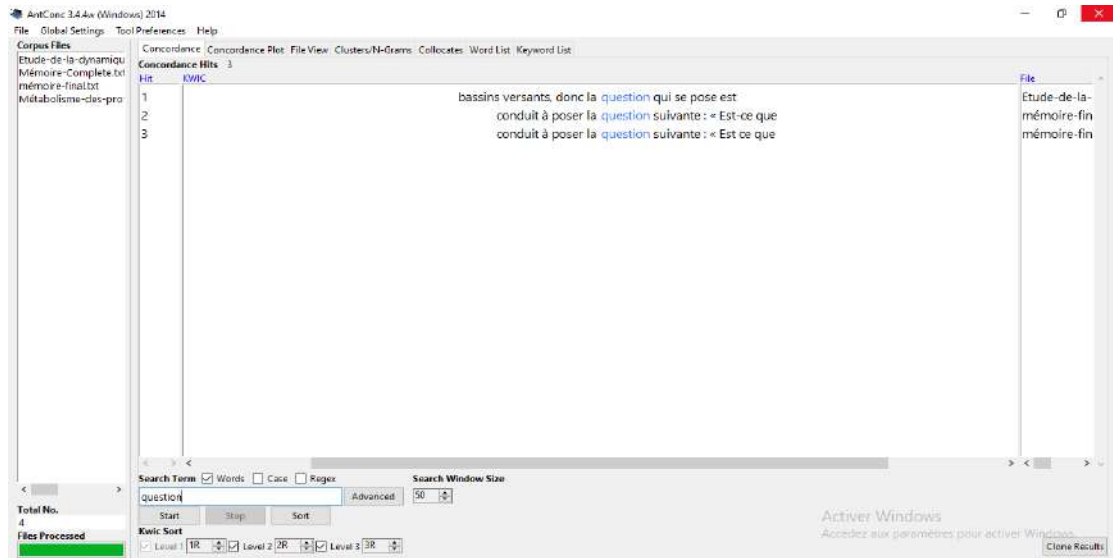 AntConc 3.4.4w (Windows) 2014
File Global Settings Tool Preferences Help
Corpus Files
Etude-de-la-dynamiqu
Mémoire-Complete.txt
mémoire-final.txt
Métabolisme-des-pro
Total No.
4
Files Processed
Concordance Concordance Plot File View Clusters/N-Grams Collocates Word List Keyword List
Concordance Hits 3
Hit KWIC File
1 bassins versants, donc la question qui se pose est Etude-de-la-
2 conduit à poser la question suivante : « Est-ce que mémoire-fin
3 conduit à poser la question suivante : « Est ce que mémoire-fin
Search Term Words Case Regex Search Window Size
question Advanced 50
Start Stop Sort
Kwic Sort
Level 1 1R Level 2 2R Level 3 3R
Activer Windows
Accédez aux paramètres pour activer Windows.
Clone Results